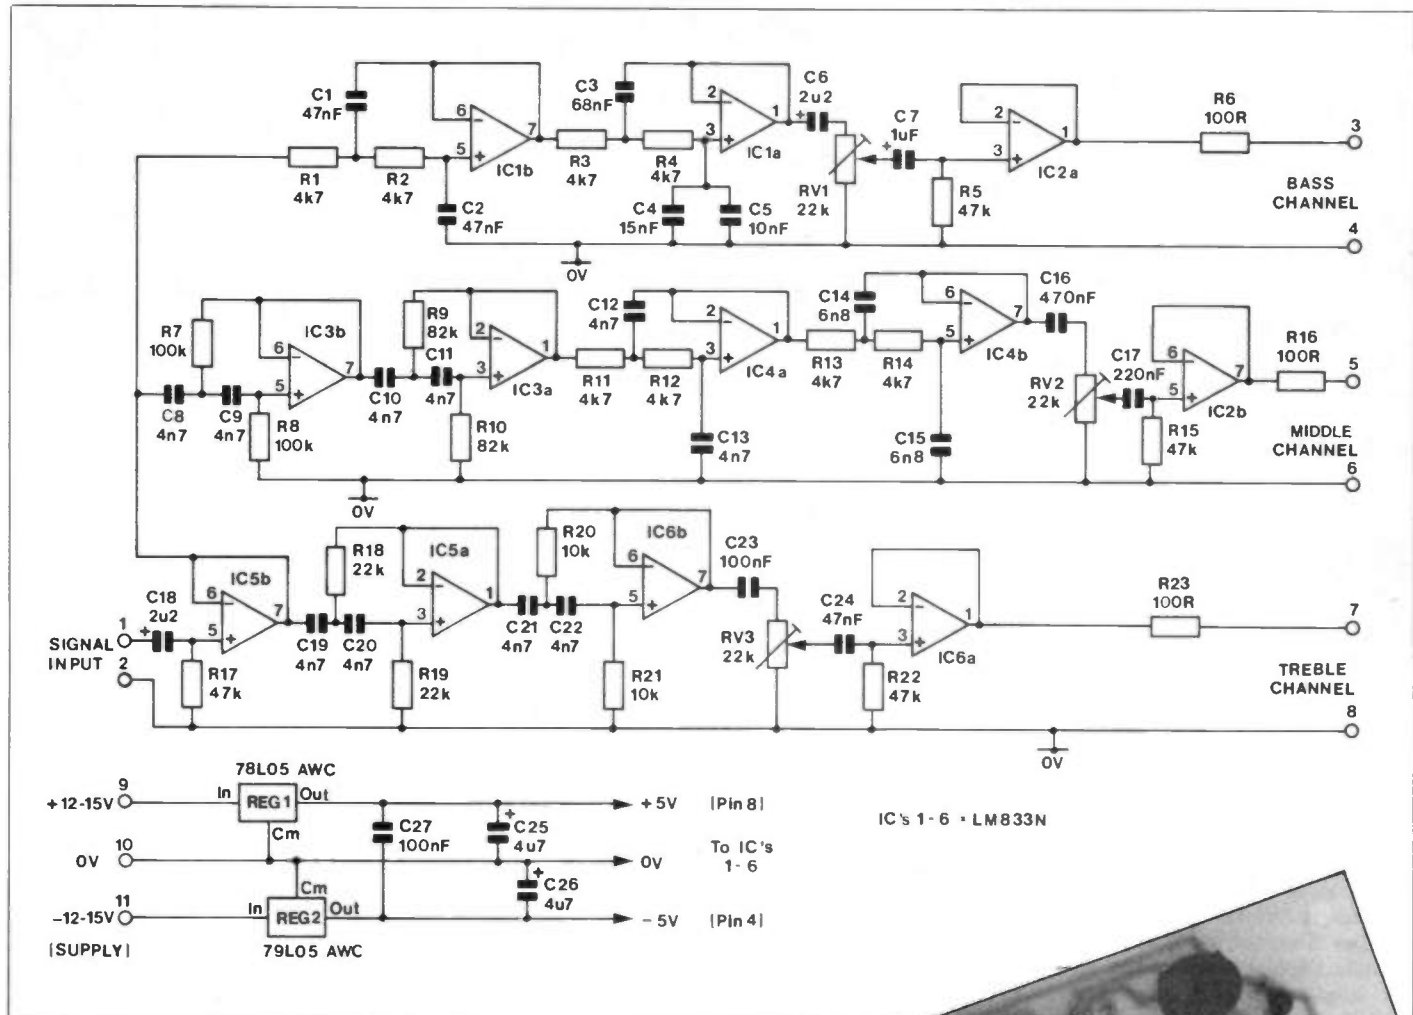 C1
47nF
R1
4k7
R2
4k7
6
5
7
IC1b
C2
47nF
R3
4k7
C3
68nF
R4
4k7
2
3
1
IC1a
C4
15nF
C5
10nF
0V
C6
2u2
+
RV1
22k
C7
1uF
+
R5
47k
2
3
1
IC2a
R6
100R
3
BASS
CHANNEL
4
R7
100k
C8
4n7
C9
4n7
R8
100k
IC3b
6
5
7
C10
4n7
R9
82k
C11
4n7
R10
82k
2
3
1
IC3a
R11
4k7
C12
4n7
R12
4k7
C13
4n7
2
3
1
IC4a
R13
4k7
C14
6n8
R14
4k7
C15
6n8
6
5
7
IC4b
C16
470nF
RV2
22k
C17
220nF
R15
47k
6
5
7
IC2b
R16
100R
5
MIDDLE
CHANNEL
6
0V
1
SIGNAL
INPUT
2
C18
2u2
+
R17
47k
6
5
7
IC5b
C19
4n7
R18
22k
C20
4n7
R19
22k
IC5a
2
3
1
C21
4n7
R20
10k
C22
4n7
R21
10k
IC6b
6
5
7
C23
100nF
RV3
22k
C24
47nF
R22
47k
2
3
1
IC6a
R23
100R
7
TREBLE
CHANNEL
8
0V
78L05 AWC
9
+12-15V
In
REG1
Out
Cm
+5V
(Pin 8)
C27
100nF
+
C25
4u7
10
0V
0V
To IC's
1-6
Cm
+
C26
4u7
11
-12-15V
In
REG2
Out
-5V
(Pin 4)
(SUPPLY)
79L05 AWC
IC's 1-6 = LM833N